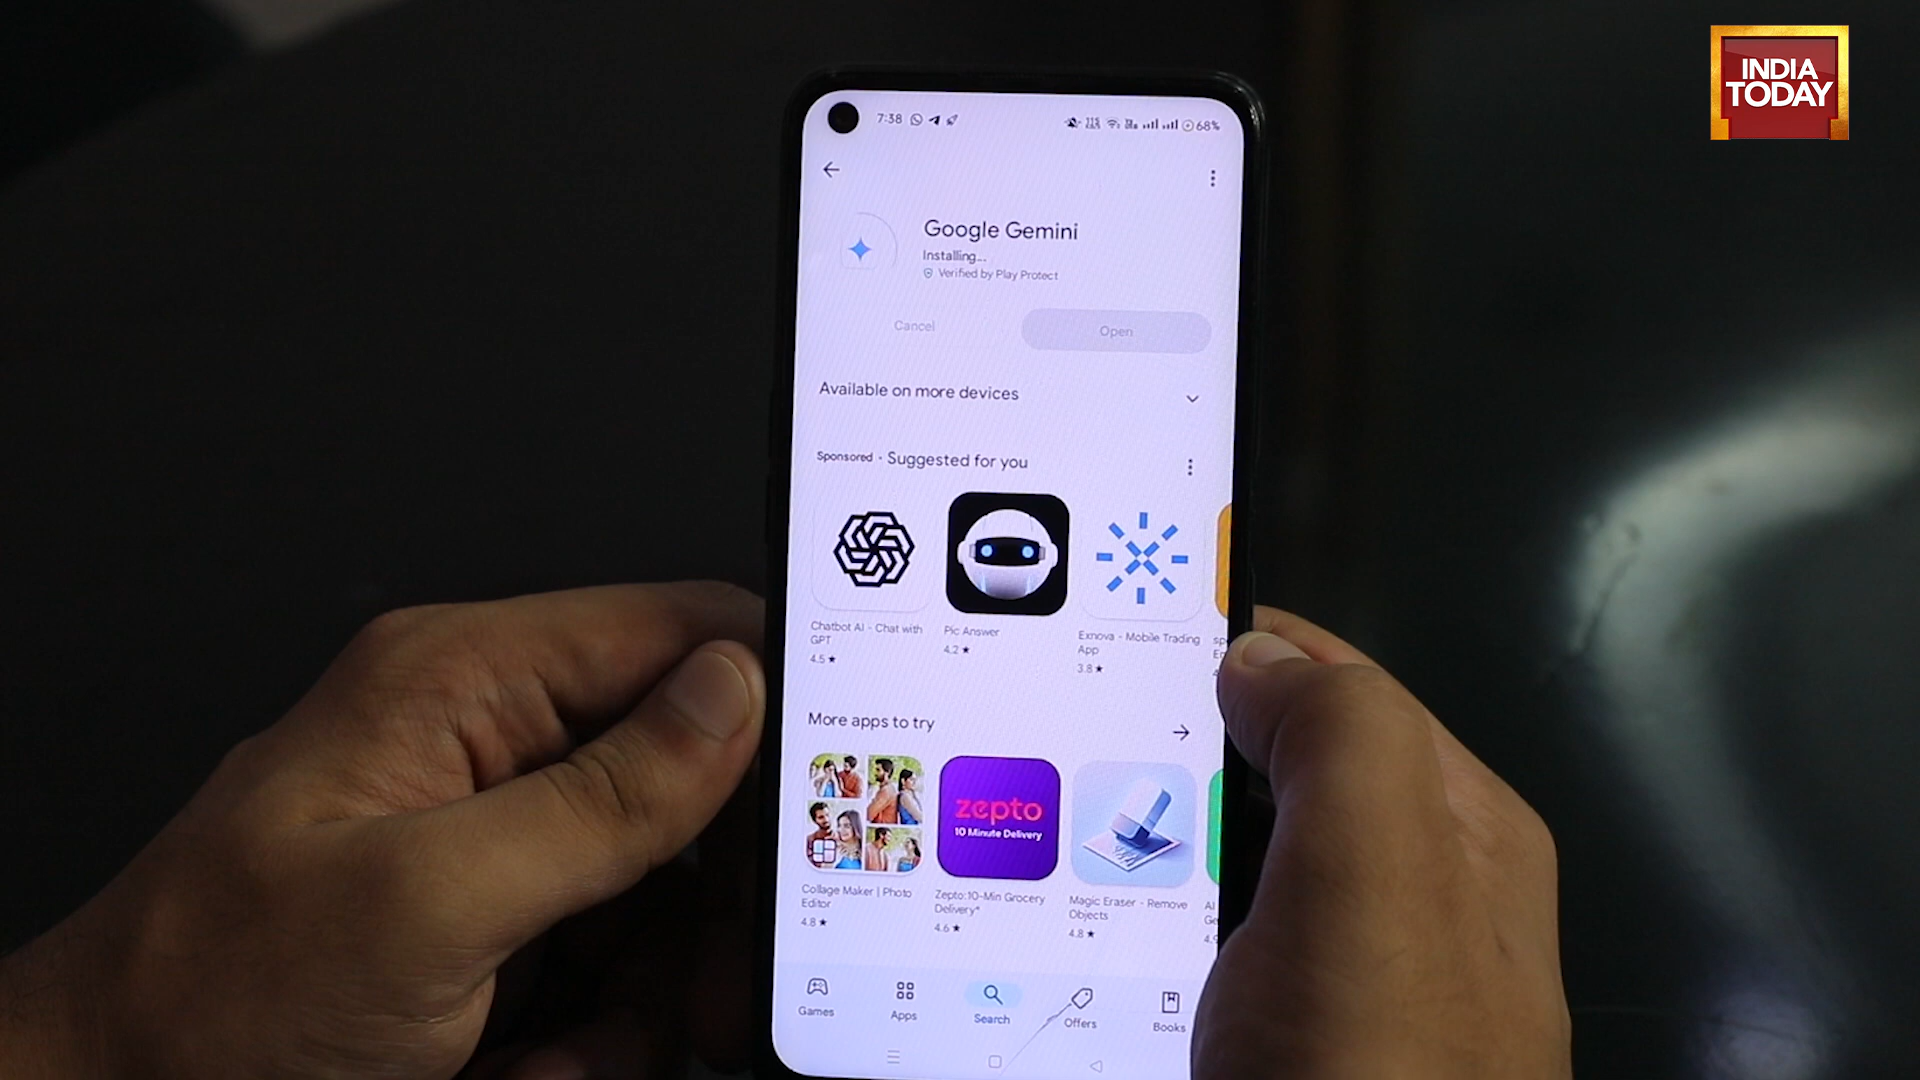 INDIA
TODAY
7:38
68%
Google Gemini
Installing...
Verified by Play Protect
Cancel
Open
Available on more devices
Sponsored · Suggested for you
Chatbot AI - Chat with
GPT
4.5★
Pic Answer
4.2★
Exnova - Mobile Trading
App
3.8★
More apps to try
zepto
10 Minute Delivery
Collage Maker | Photo
Editor
4.8★
Zepto:10-Min Grocery
Delivery*
4.6★
Magic Eraser - Remove
Objects
4.8★
AI
Games
Apps
Search
Offers
Books